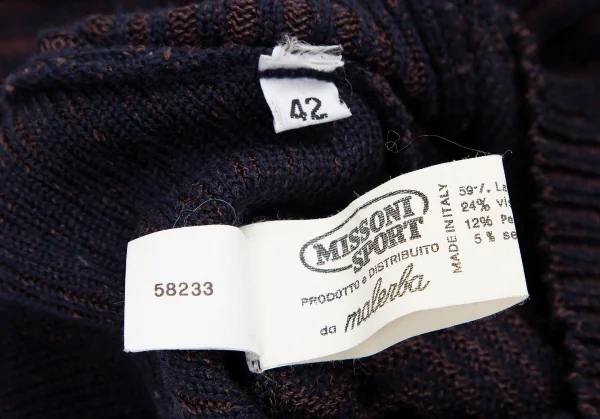 42
58233
MISSONI
SPORT
PRODOTTO e DISTRIBUITO
da malerba
MADE IN ITALY
59% La
24% vis
12% Pe
5% se